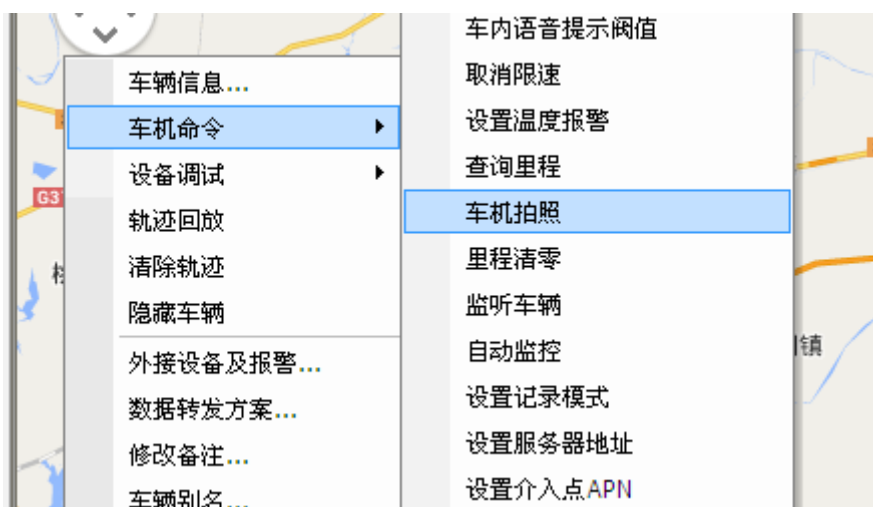 车辆信息...
车机命令
设备调试
轨迹回放
清除轨迹
隐藏车辆
外接设备及报警...
数据转发方案...
修改备注...
车辆别名...
车内语音提示阀值
取消限速
设置温度报警
查询里程
车机拍照
里程清零
监听车辆
自动监控
设置记录模式
设置服务器地址
设置介入点APN
G3
镇